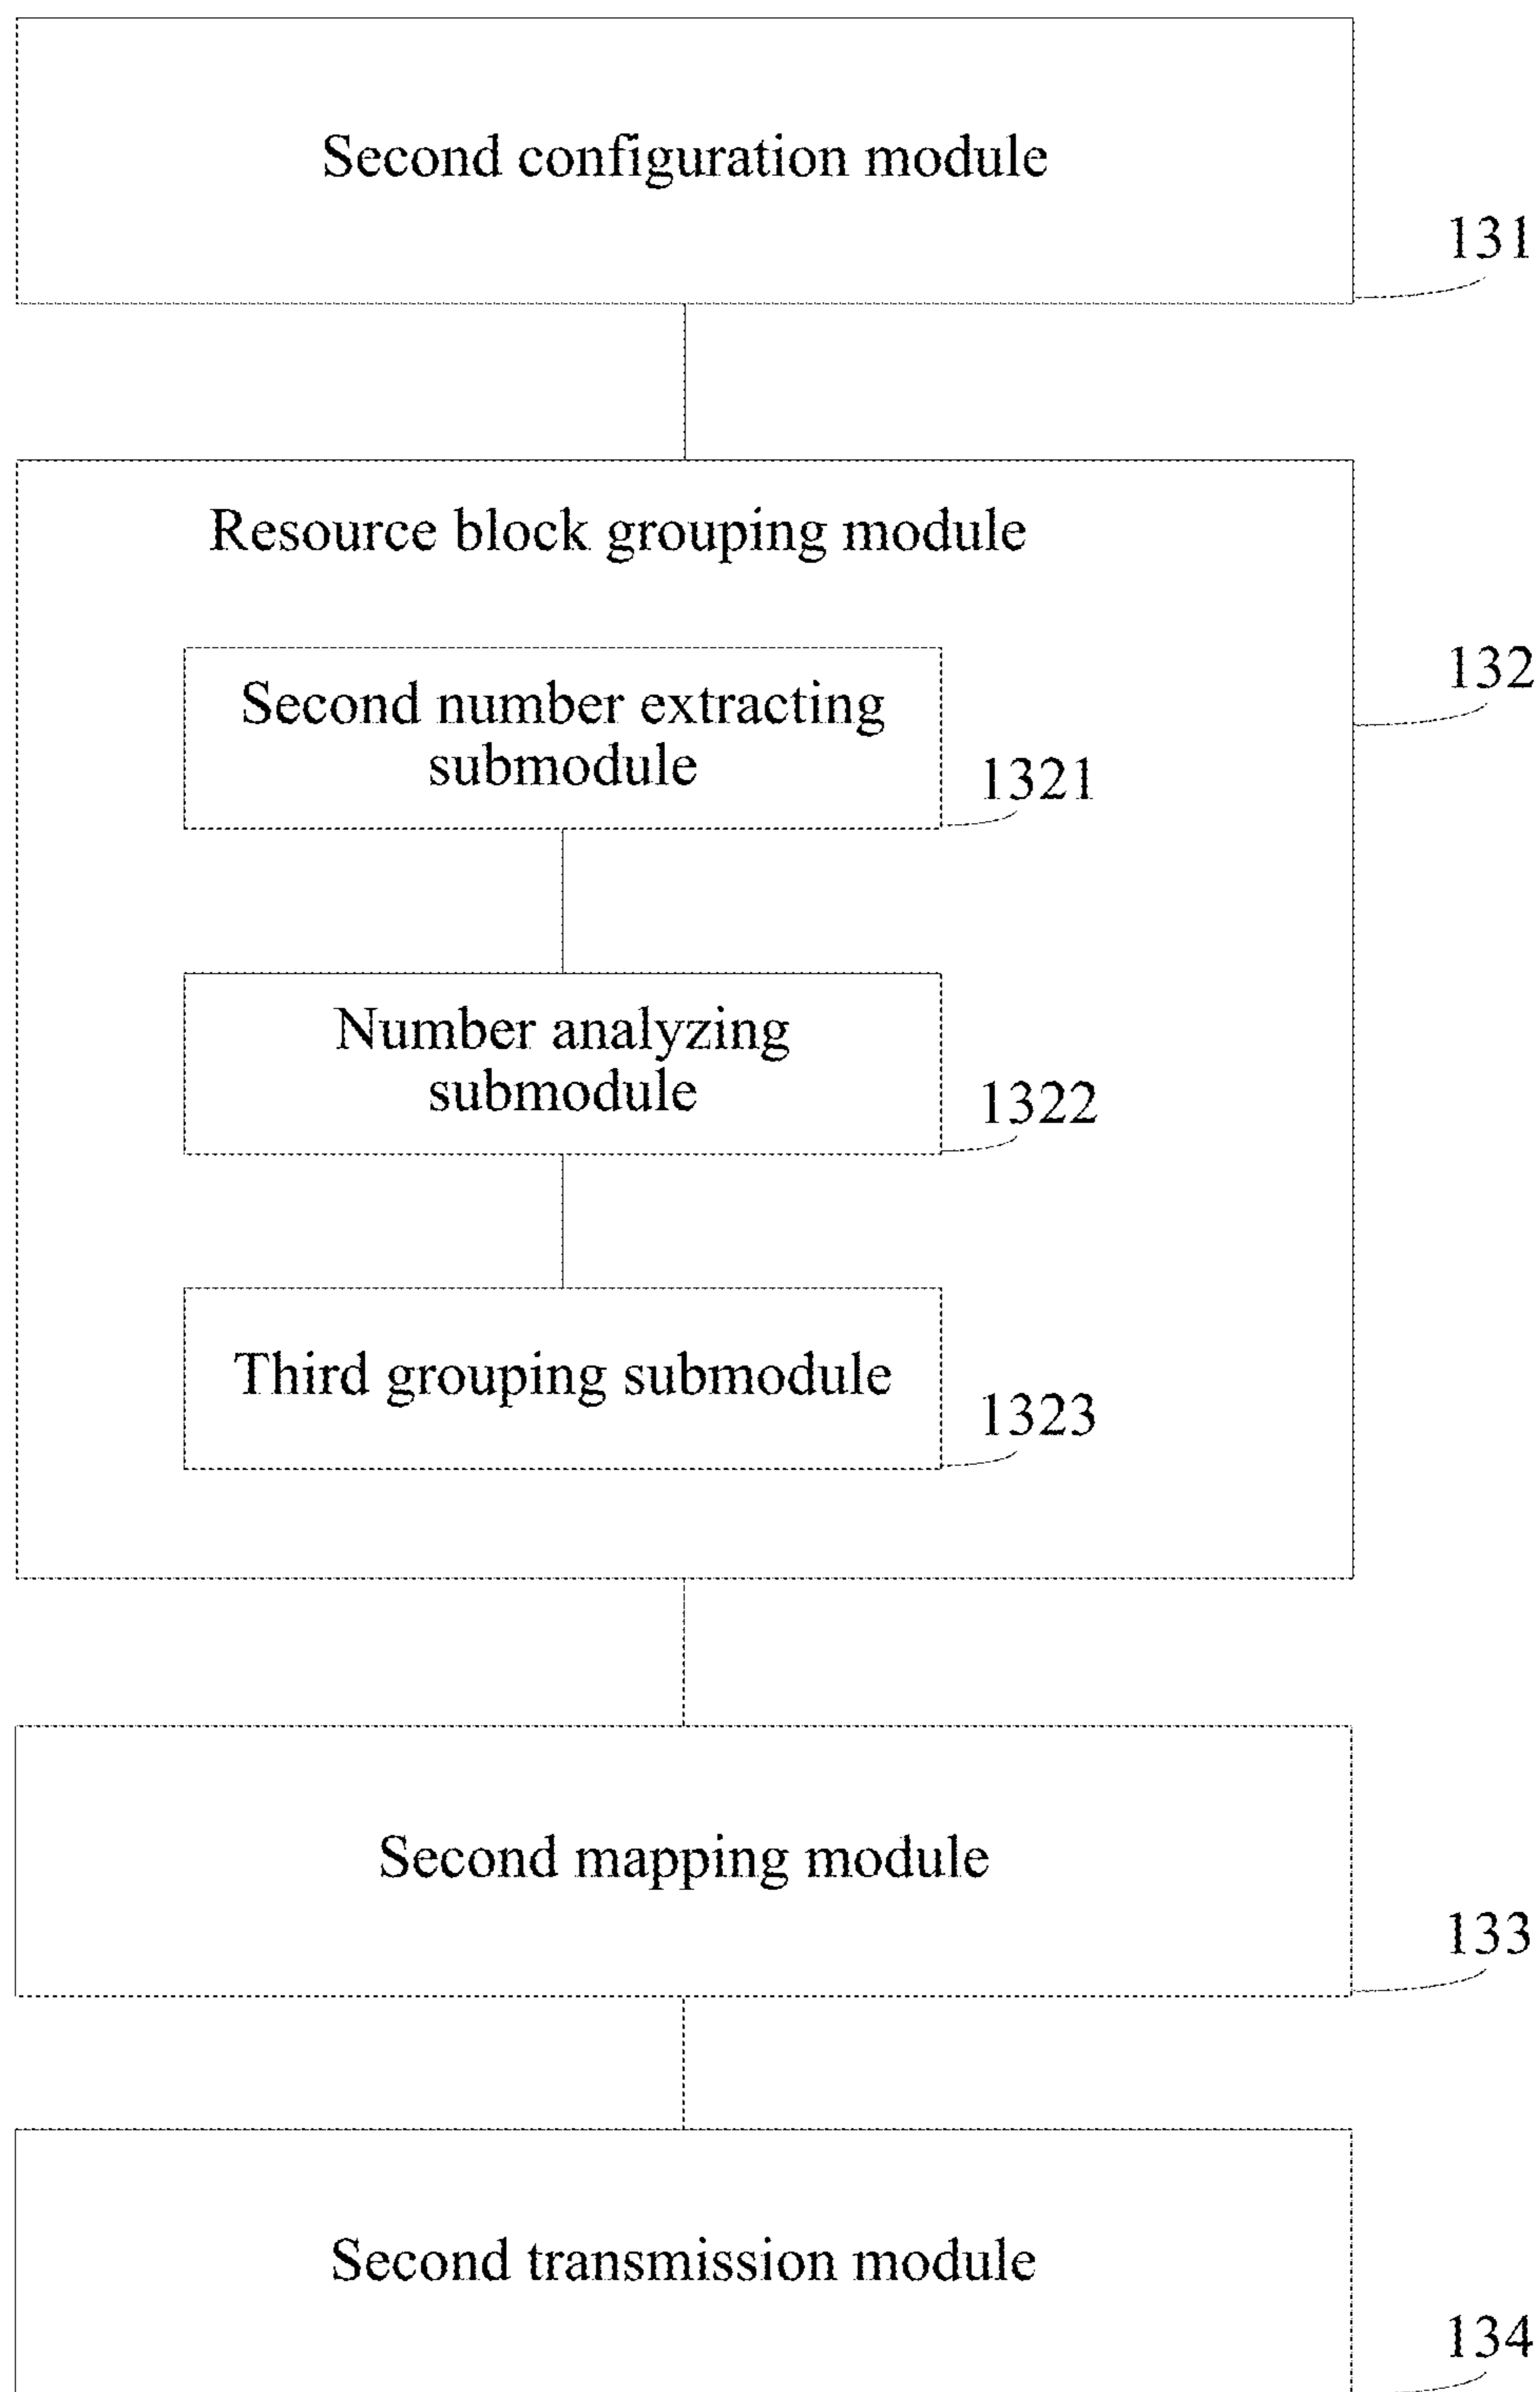 Second configuration module
131
Resource block grouping module
132
Second number extracting
submodule
1321
Number analyzing
submodule
1322
Third grouping submodule
1323
Second mapping module
133
Second transmission module
134